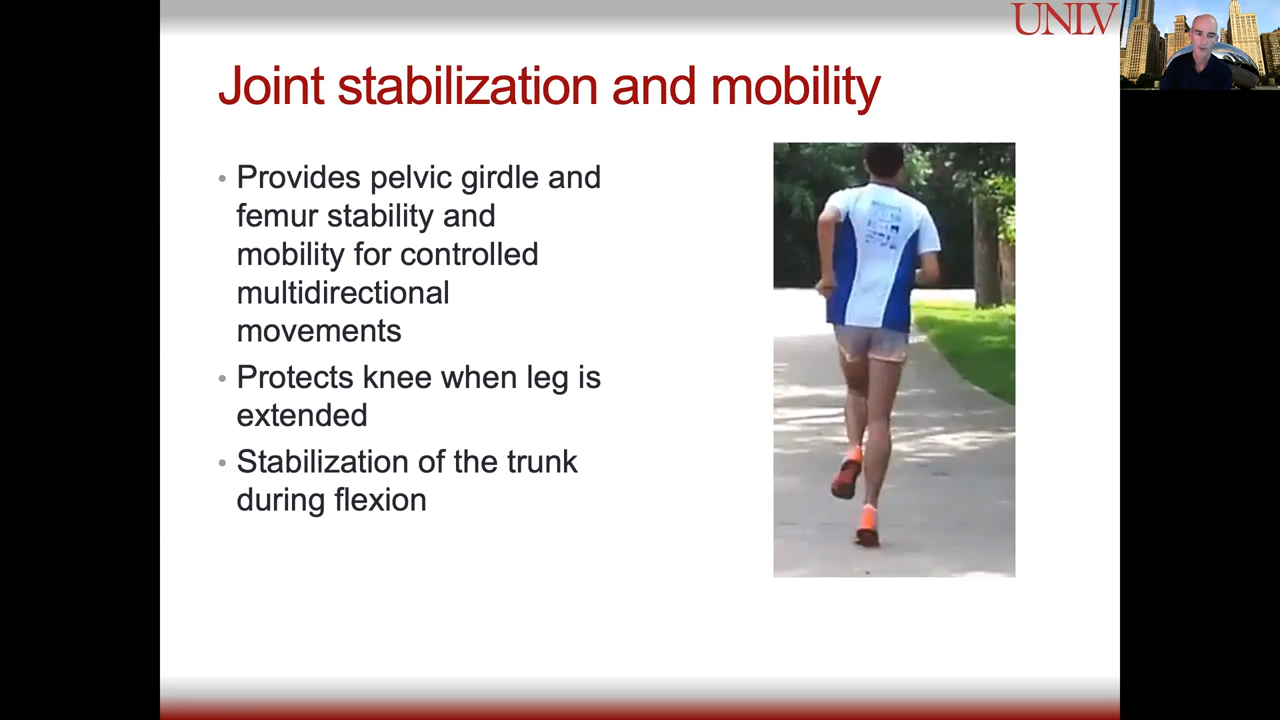 UNLV
Joint stabilization and mobility
• Provides pelvic girdle and
femur stability and
mobility for controlled
multidirectional
movements
• Protects knee when leg is
extended
• Stabilization of the trunk
during flexion